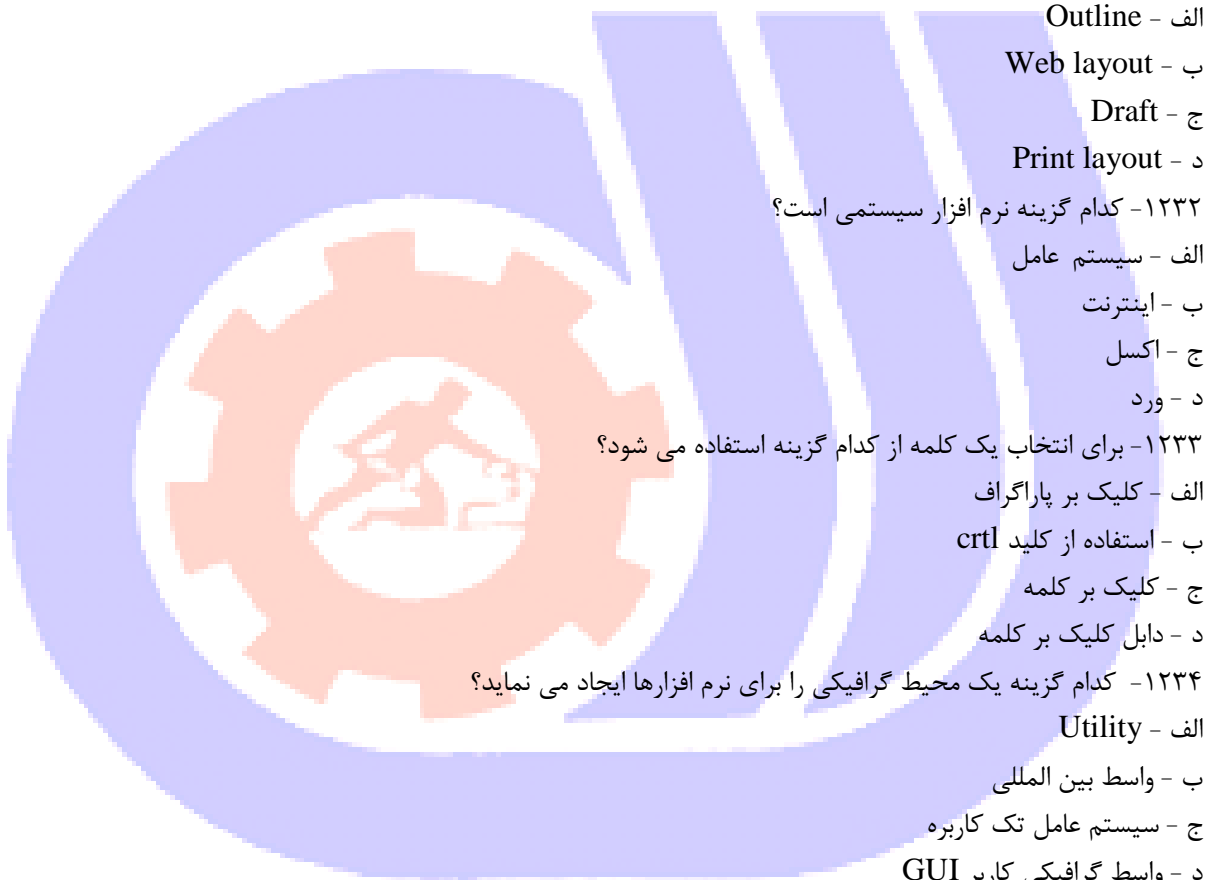 الف - Outline
ب - Web layout
ج - Draft
د - Print layout
۱۲۳۲- کدام گزینه نرم افزار سیستمی است؟
الف - سیستم عامل
ب - اینترنت
ج - اکسل
د - ورد
۱۲۳۳- برای انتخاب یک کلمه از کدام گزینه استفاده می شود؟
الف - کلیک بر پاراگراف
ب - استفاده از کلید crtl
ج - کلیک بر کلمه
د - دابل کلیک بر کلمه
۱۲۳۴- کدام گزینه یک محیط گرافیکی را برای نرم افزارها ایجاد می نماید؟
الف - Utility
ب - واسط بین المللی
ج - سیستم عامل تک کاربره
د - واسط گرافیکی کاربر GUI